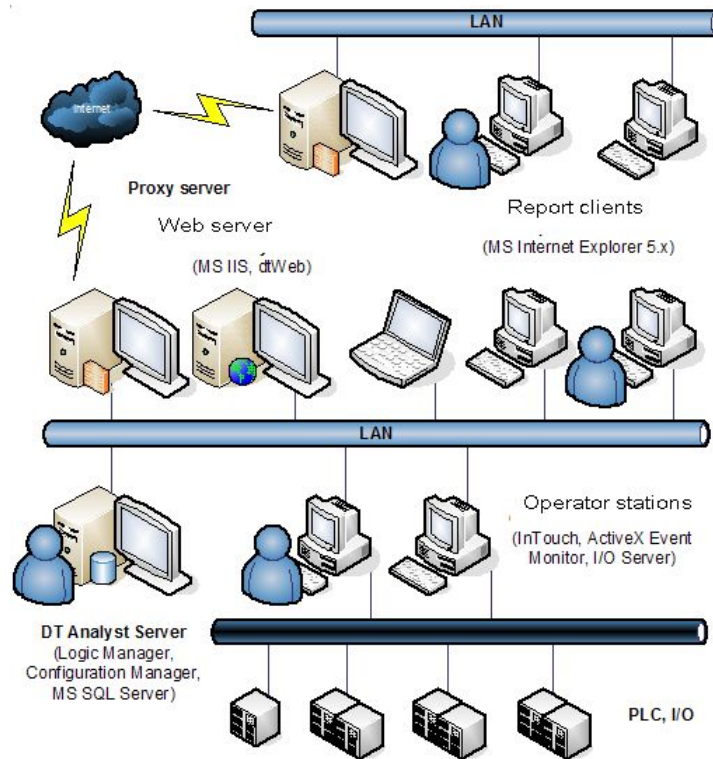 LAN
Internet
Proxy server
Web server
(MS IIS, dtWeb)
Report clients
(MS Internet Explorer 5.x)
LAN
Operator stations
(InTouch, ActiveX Event
Monitor, I/O Server)
DT Analyst Server
(Logic Manager,
Configuration Manager,
MS SQL Server)
PLC, I/O